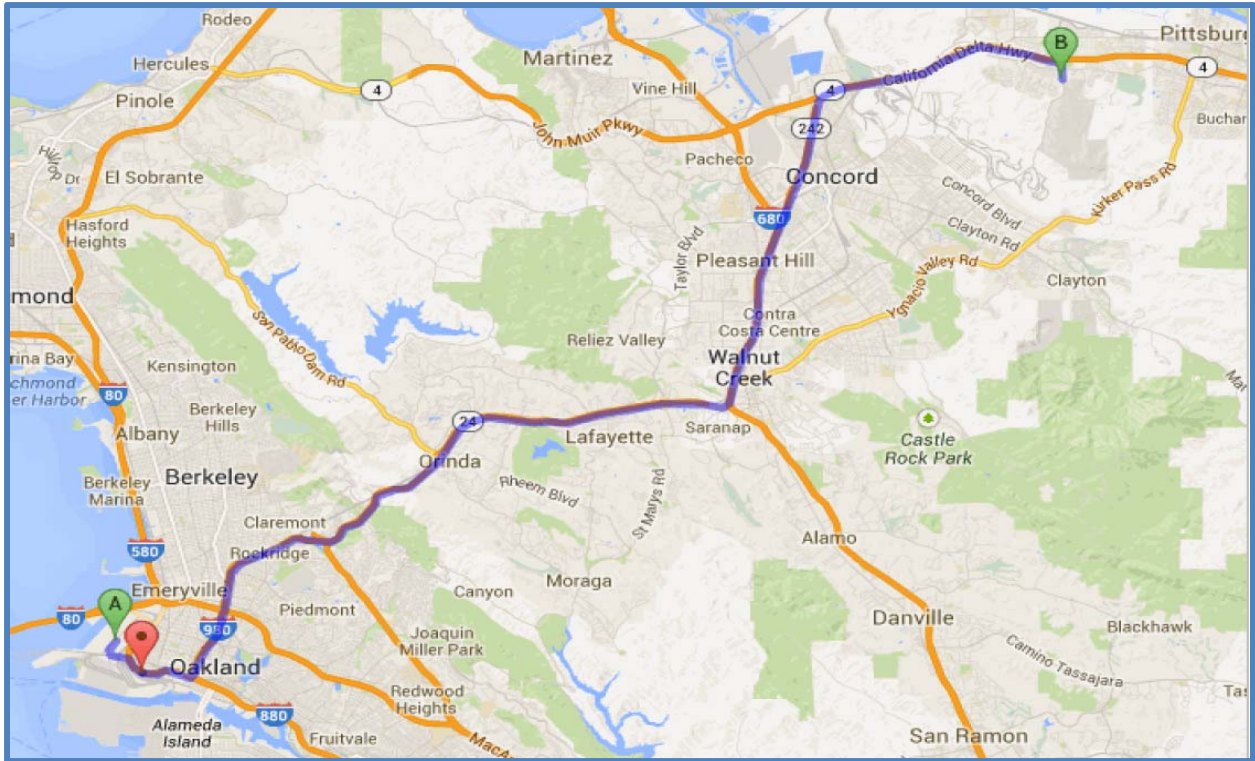 Rodeo
Hercules
Pinole
4
Martinez
Vine Hill
California Delta Hwy
B
Pittsburg
4
4
Buchan
John Muir Pkwy
242
Pacheco
Concord
El Sobrante
Hasford
Heights
680
Concord Blvd
Clayton Rd
Kirker Pass Rd
Taylor Blvd
Pleasant Hill
Ygnacio Valley Rd
Clayton
mond
San Pablo Dam Rd
Contra
Costa Centre
Reliez Valley
Walnut
Creek
Kensington
80
Berkeley
Hills
Albany
24
Lafayette
Saranap
Castle
Rock Park
Orinda
Berkeley
Berkeley
Marina
Rheem Blvd
St Marys Rd
Claremont
Rockridge
580
Alamo
Emeryville
Moraga
Canyon
A
80
980
Piedmont
Joaquin
Miller Park
Danville
Blackhawk
Oakland
Camino Tassajara
Redwood
Heights
880
Alameda
Island
Fruitvale
San Ramon